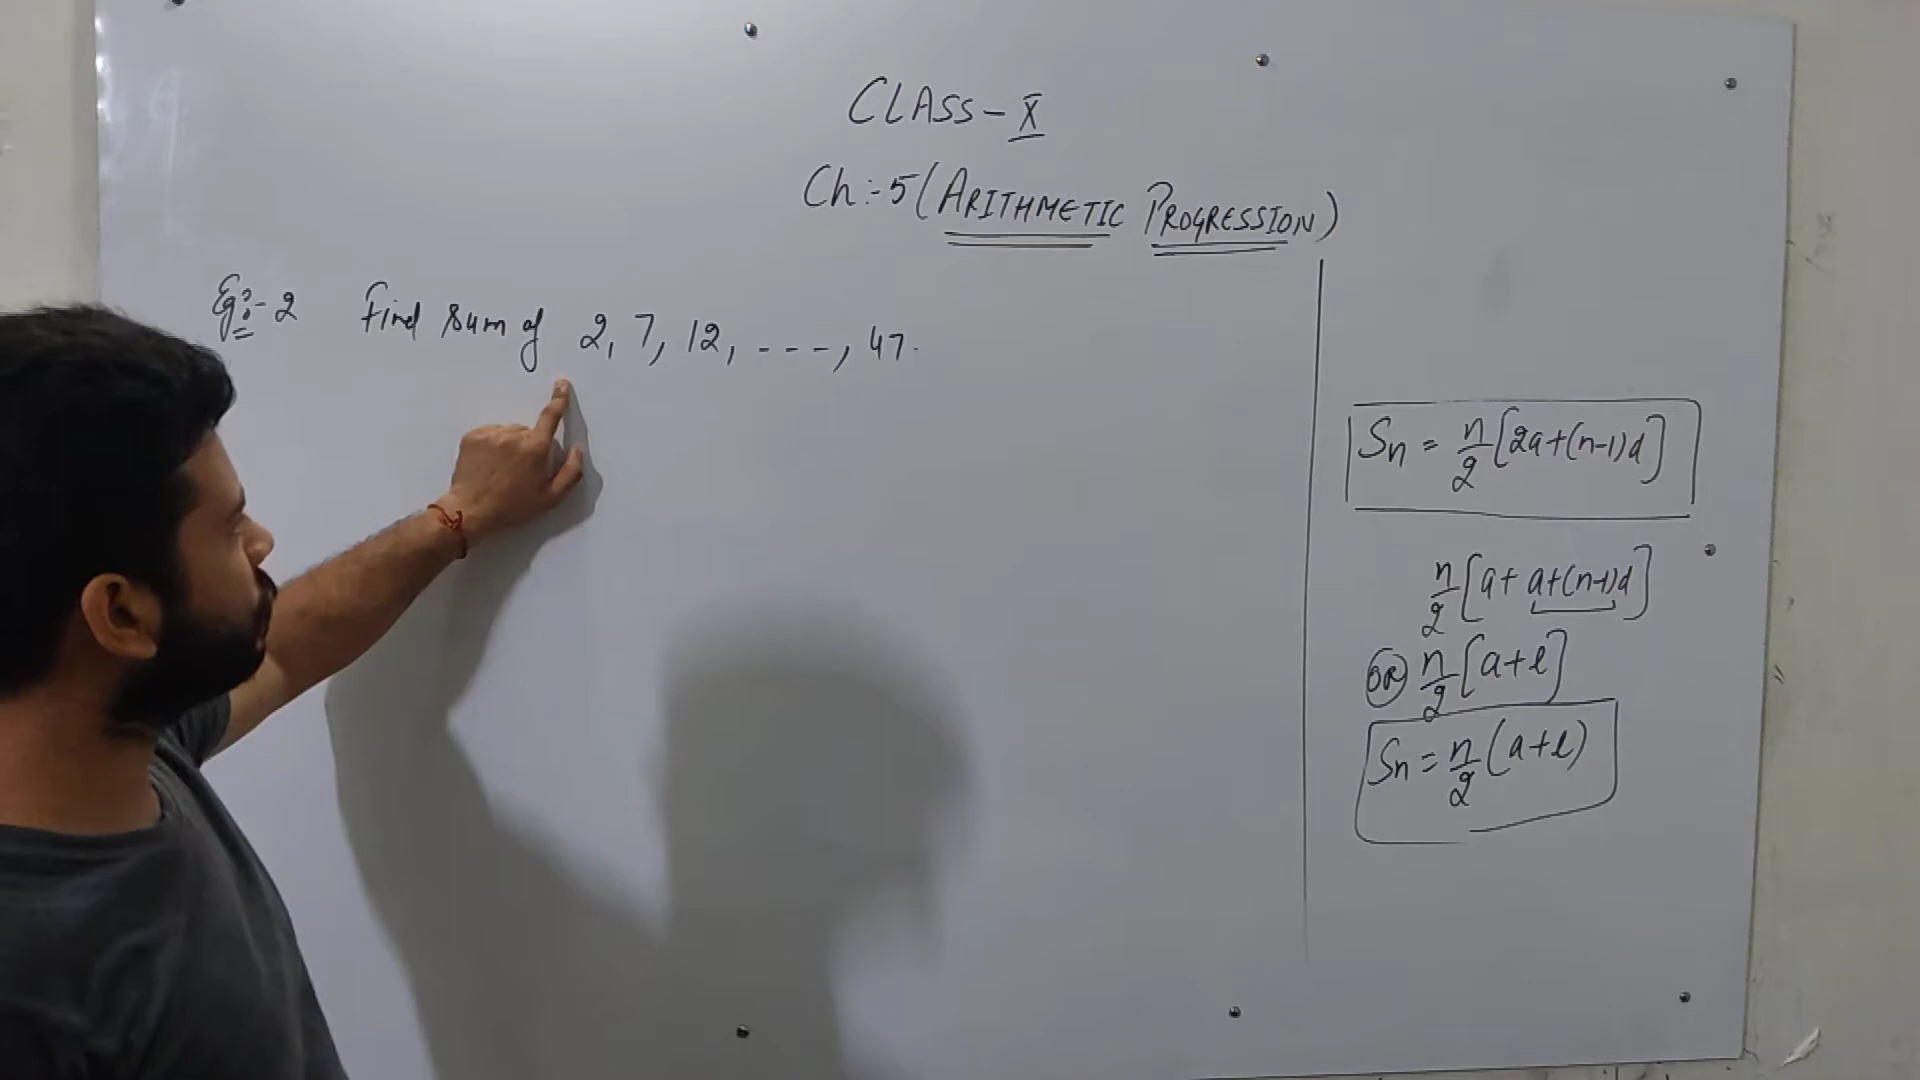 CLASS - X
Ch :- 5 ( ARITHMETIC PROGRESSION )
Eg :- 2 Find sum of 2, 7, 12, - - - , 47.
Sn = n/2 [2a+(n-1)d]
n/2 [a+ a+(n-1)d]
OR n/2 [a+l]
Sn = n/2 (a+l)